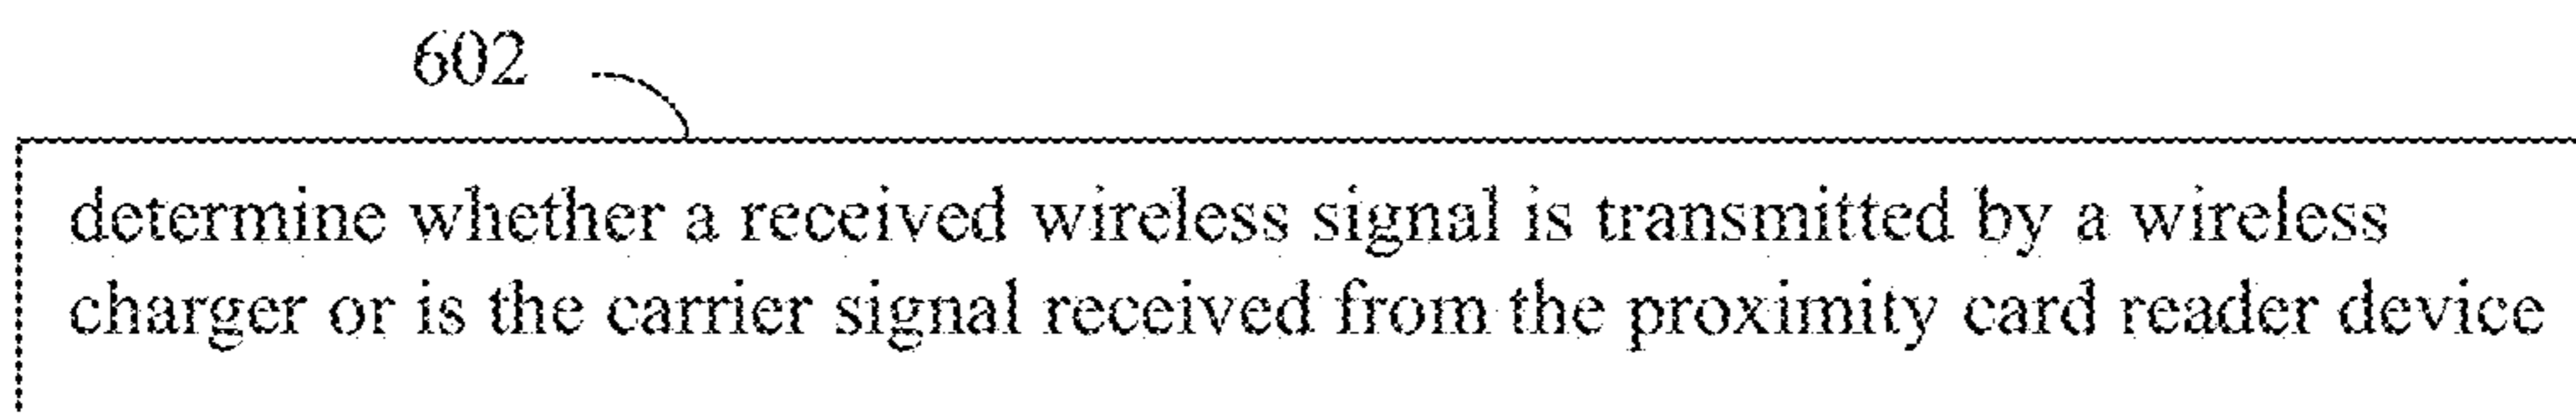 602
determine whether a received wireless signal is transmitted by a wireless
charger or is the carrier signal received from the proximity card reader device